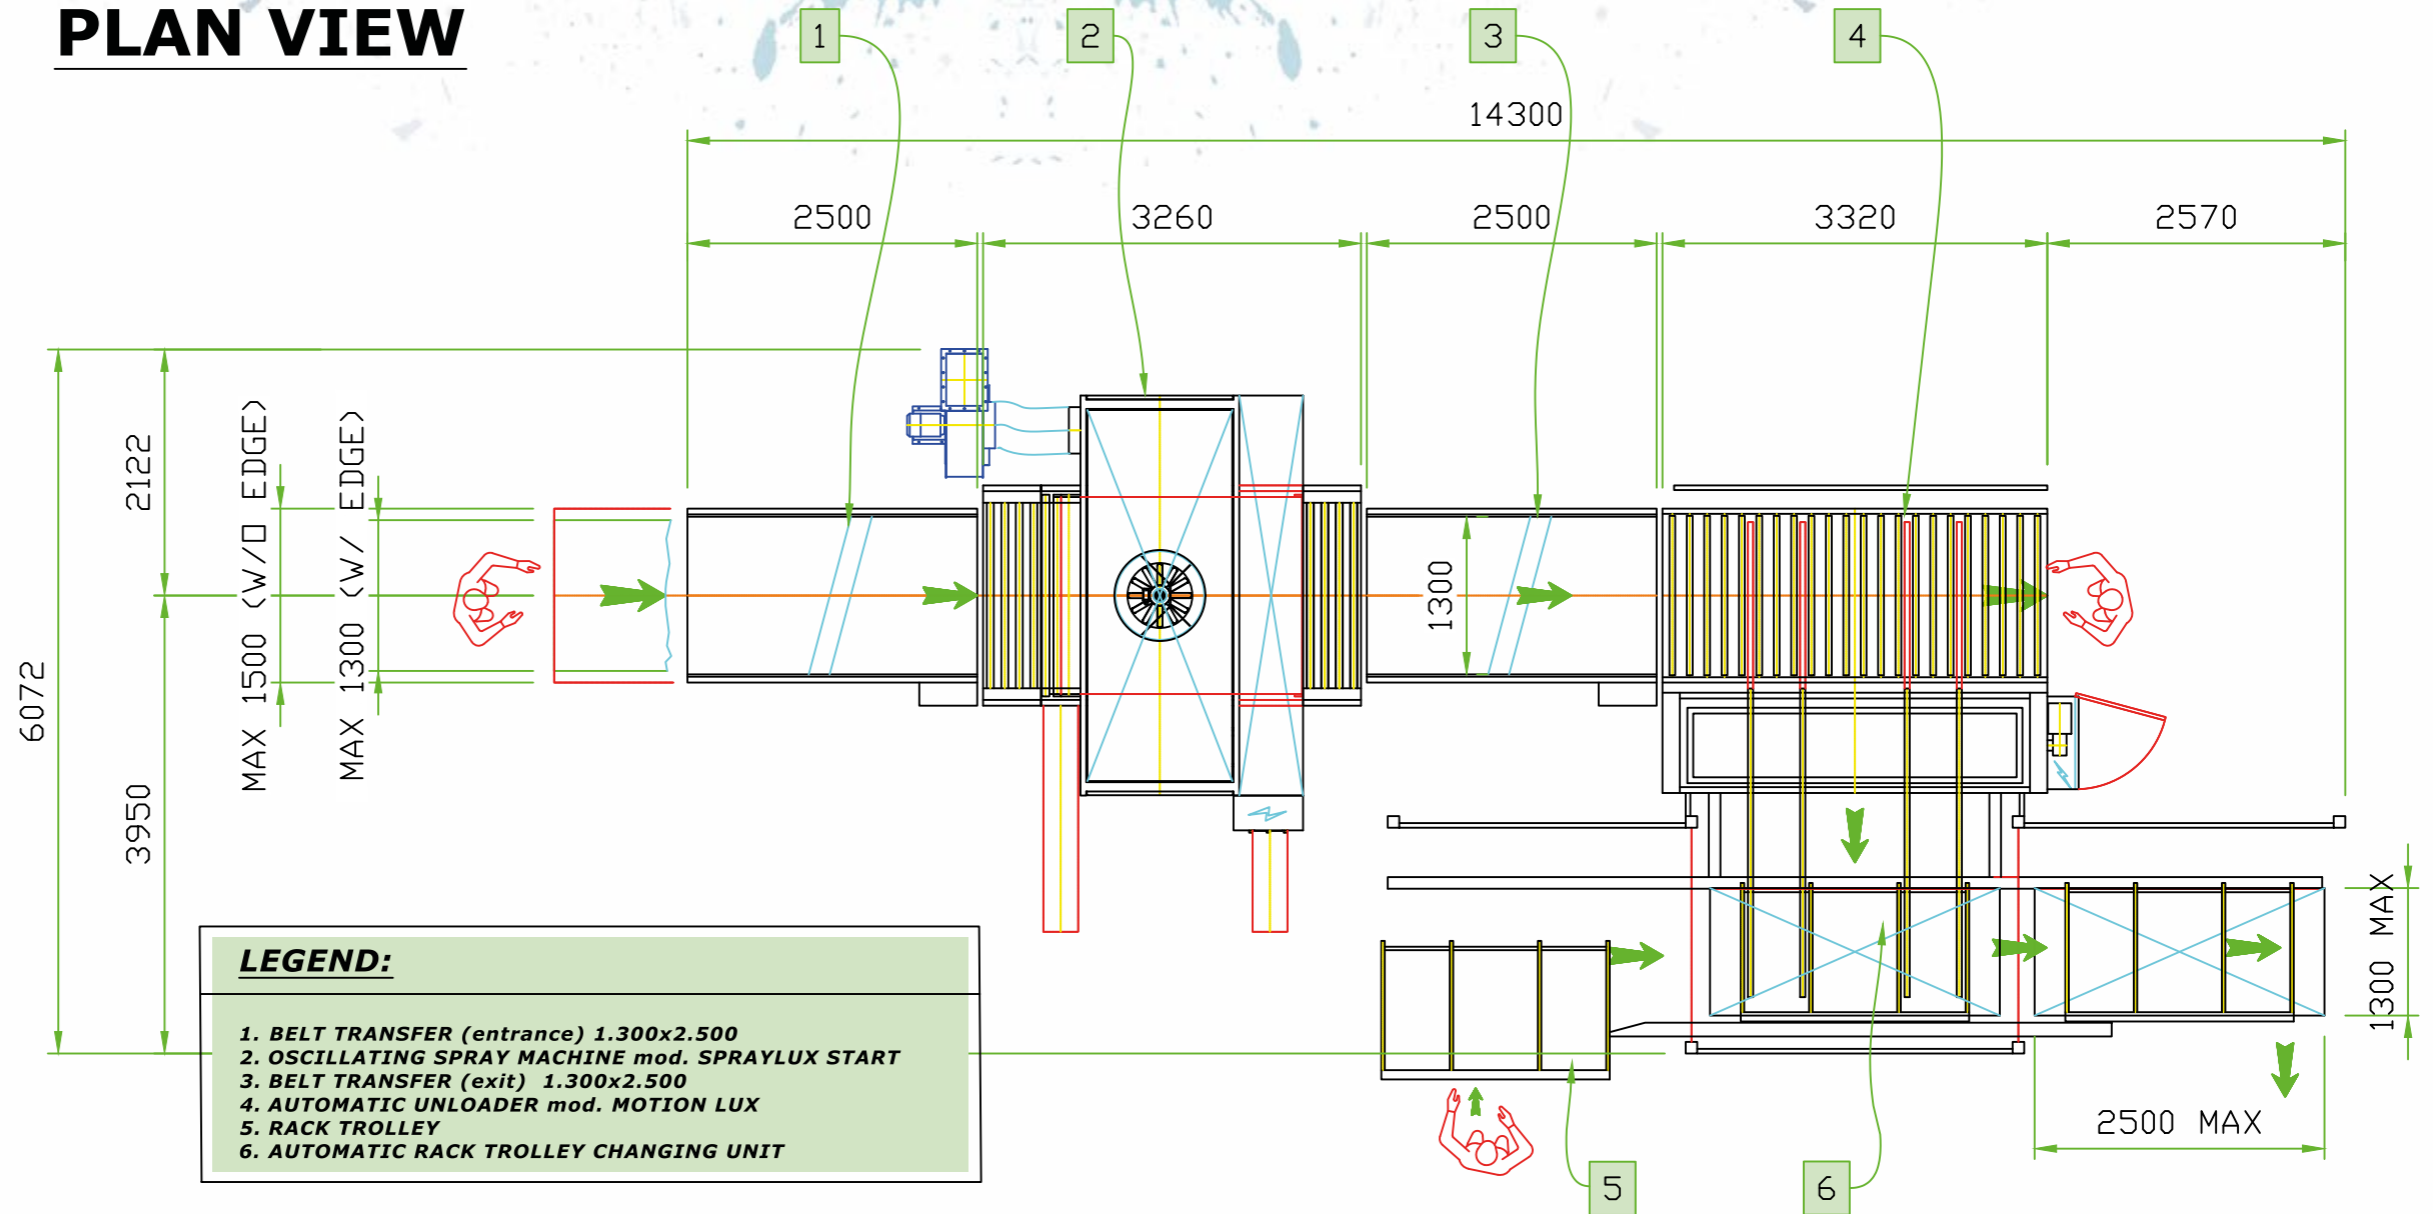 PLAN VIEW
1
2
3
4
14300
2500
3260
2500
3320
2570
6072
2122
3950
MAX 1500 (W/O EDGE)
MAX 1300 (W/ EDGE)
1300
1300 MAX
2500 MAX
LEGEND:
1. BELT TRANSFER (entrance) 1.300x2.500
2. OSCILLATING SPRAY MACHINE mod. SPRAYLUX START
3. BELT TRANSFER (exit) 1.300x2.500
4. AUTOMATIC UNLOADER mod. MOTION LUX
5. RACK TROLLEY
6. AUTOMATIC RACK TROLLEY CHANGING UNIT
5
6